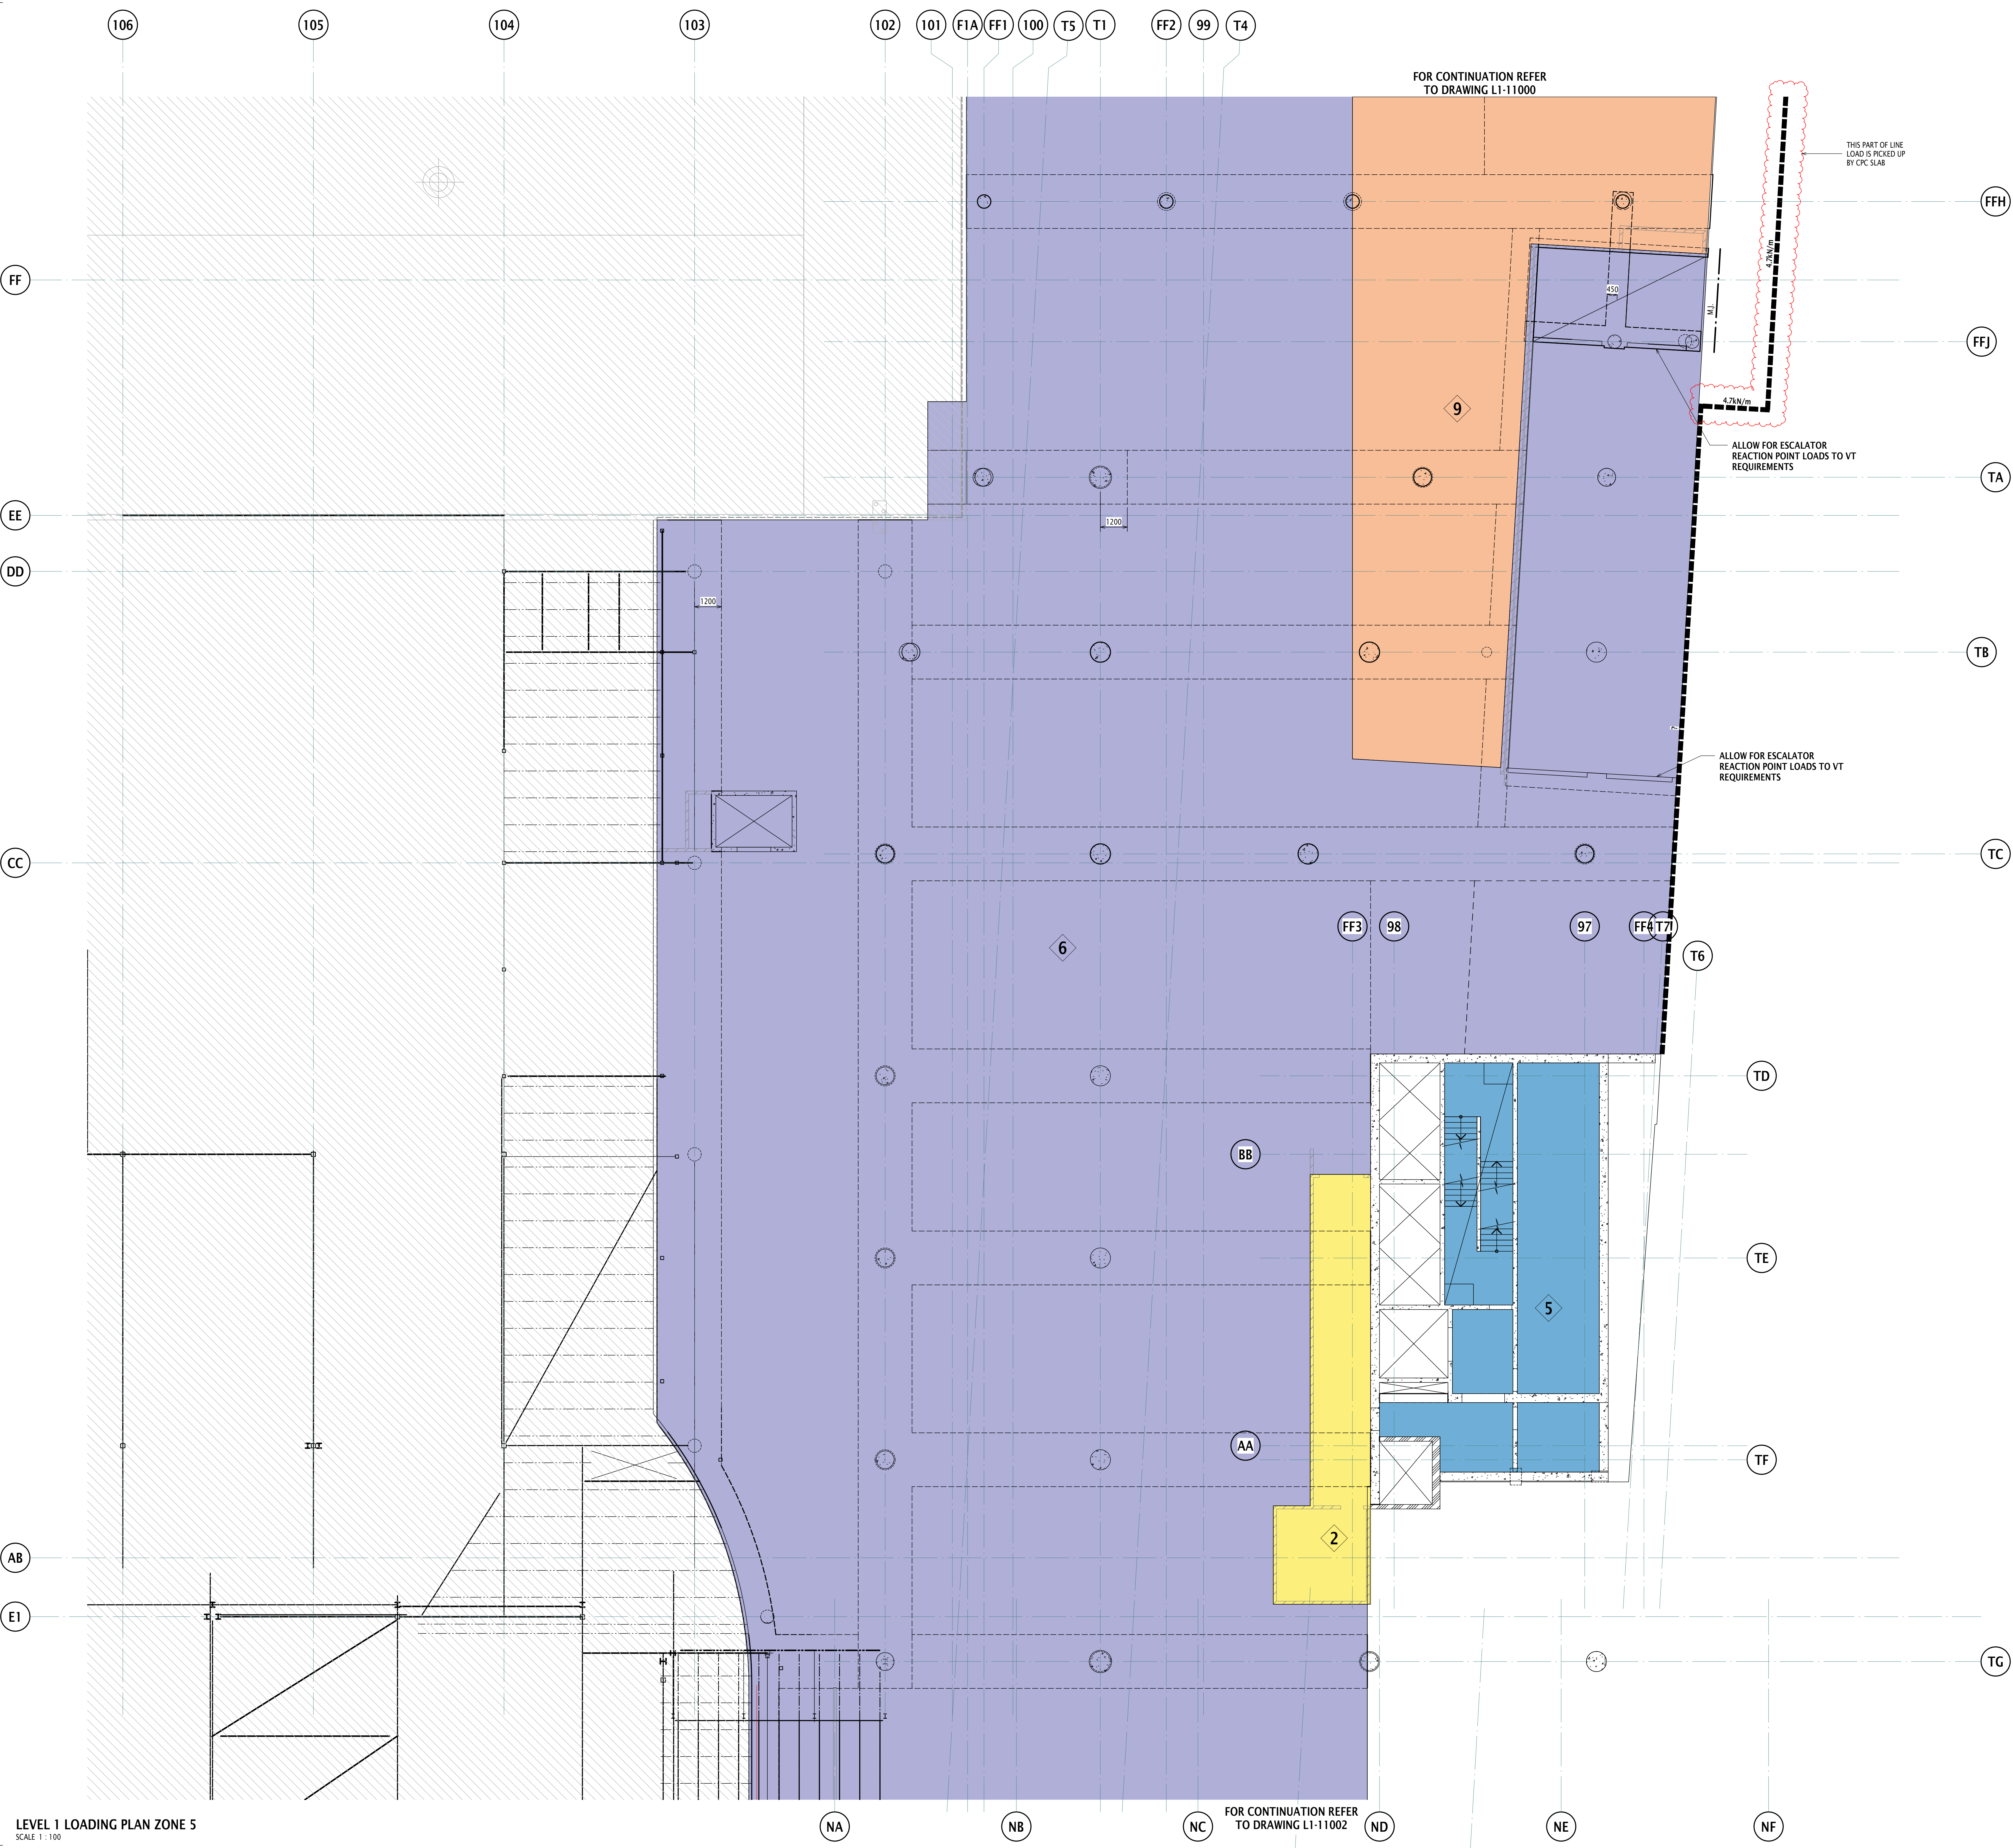 106
105
104
103
102
101
F1A
FF1
100
T5
T1
FF2
99
T4
FOR CONTINUATION REFER
TO DRAWING L1-11000
THIS PART OF LINE
LOAD IS PICKED UP
BY CPC SLAB
FFH
4.7kN/m
FF
450
M.J.
FFJ
4.7kN/m
9
ALLOW FOR ESCALATOR
REACTION POINT LOADS TO VT
REQUIREMENTS
TA
EE
1200
DD
1200
TB
7
ALLOW FOR ESCALATOR
REACTION POINT LOADS TO VT
REQUIREMENTS
CC
TC
FF3
98
97
FF4
T7
6
T6
TD
BB
TE
5
AA
TF
2
AB
E1
TG
LEVEL 1 LOADING PLAN ZONE 5
SCALE 1 : 100
NA
NB
NC
FOR CONTINUATION REFER
TO DRAWING L1-11002
ND
NE
NF